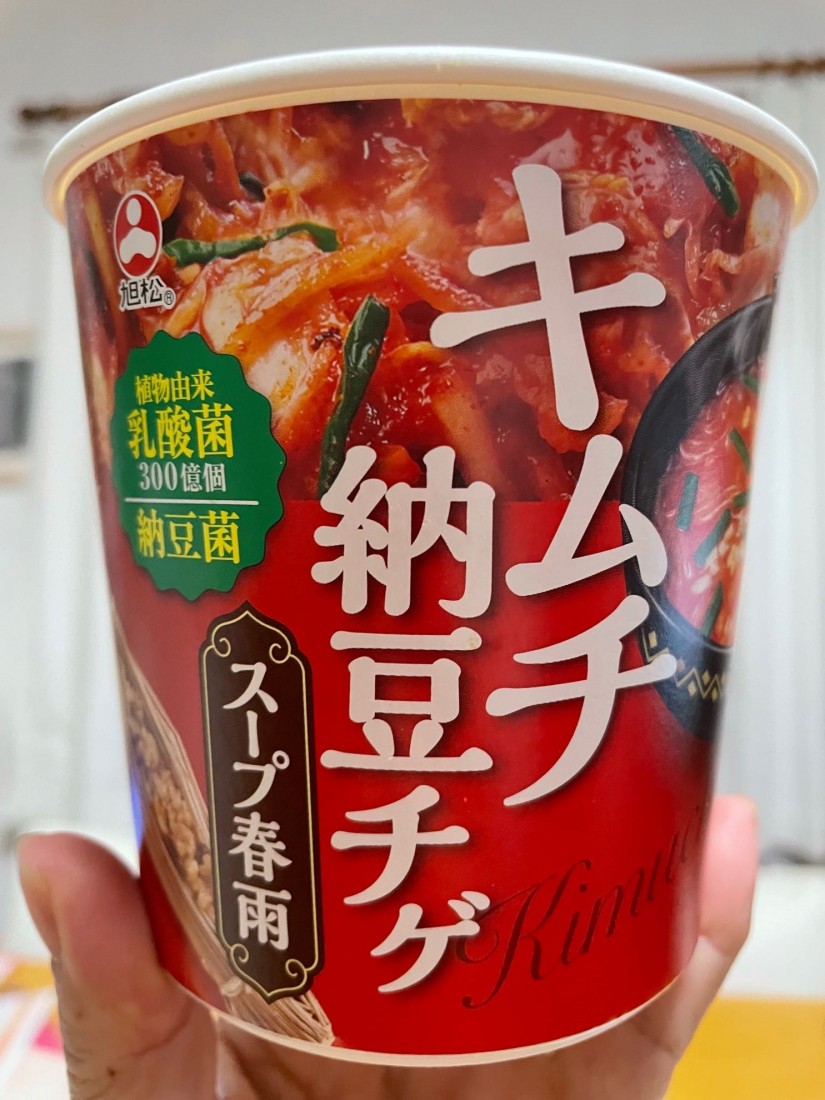 旭松®
植物由来
乳酸菌
300億個
納豆菌
キムチ
納豆チゲ
スープ春雨